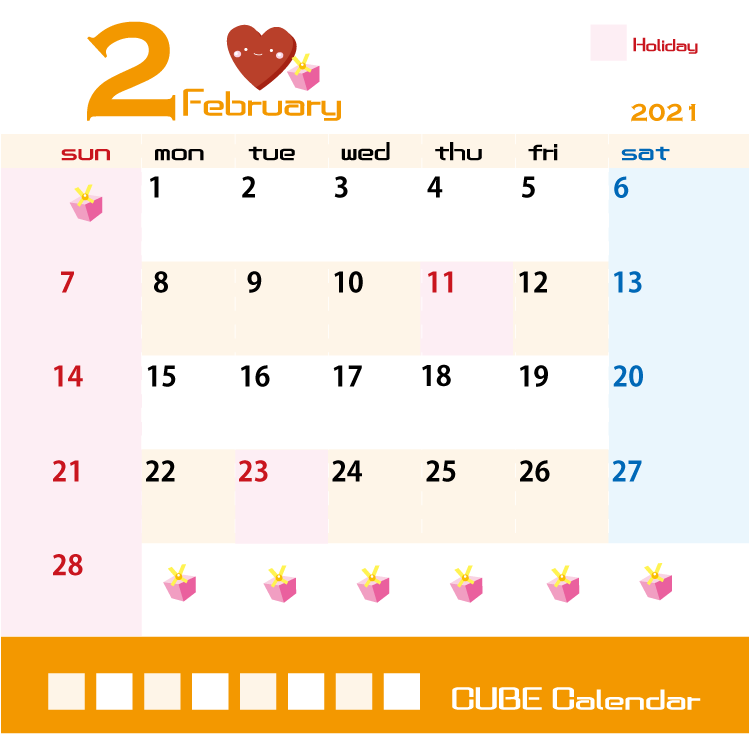 2 February
Holiday
2021
sun mon tue wed thu fri sat
1 2 3 4 5 6
7 8 9 10 11 12 13
14 15 16 17 18 19 20
21 22 23 24 25 26 27
28
CUBE Calendar